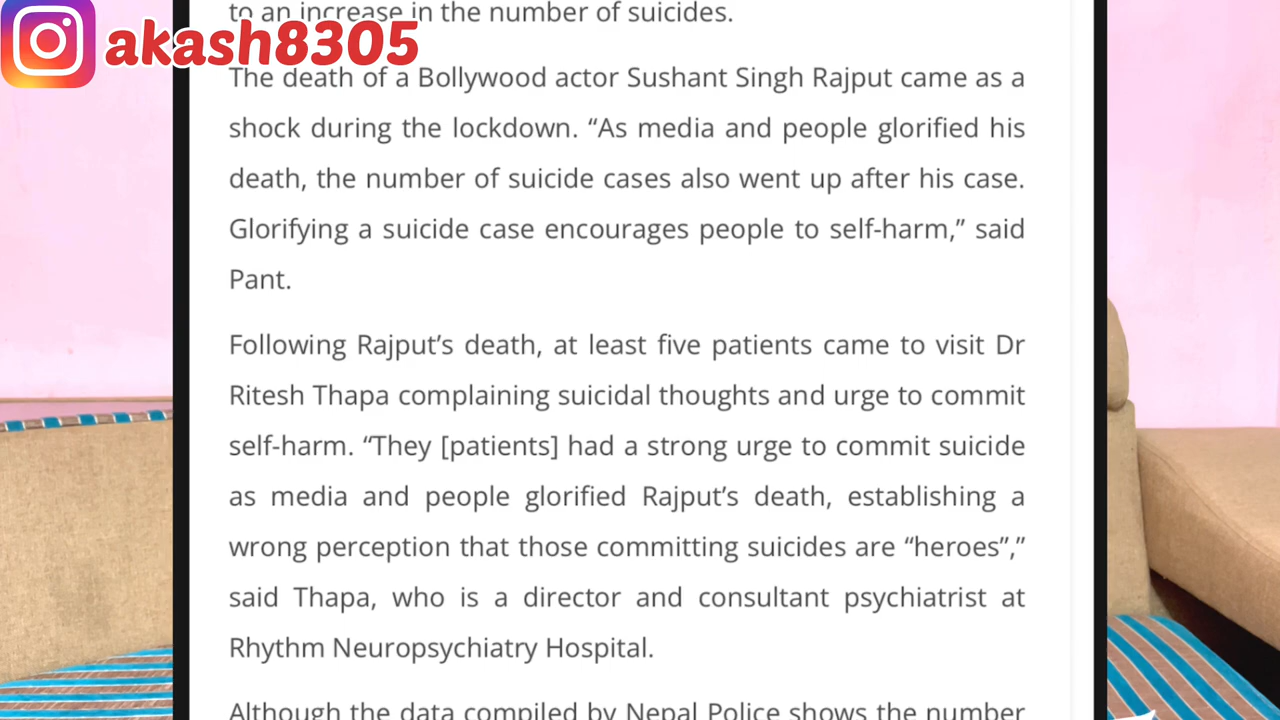 to an increase in the number of suicides.
akash8305
The death of a Bollywood actor Sushant Singh Rajput came as a
shock during the lockdown. “As media and people glorified his
death, the number of suicide cases also went up after his case.
Glorifying a suicide case encourages people to self-harm,” said
Pant.
Following Rajput’s death, at least five patients came to visit Dr
Ritesh Thapa complaining suicidal thoughts and urge to commit
self-harm. “They [patients] had a strong urge to commit suicide
as media and people glorified Rajput’s death, establishing a
wrong perception that those committing suicides are “heroes”,”
said Thapa, who is a director and consultant psychiatrist at
Rhythm Neuropsychiatry Hospital.
Although the data compiled by Nepal Police shows the number